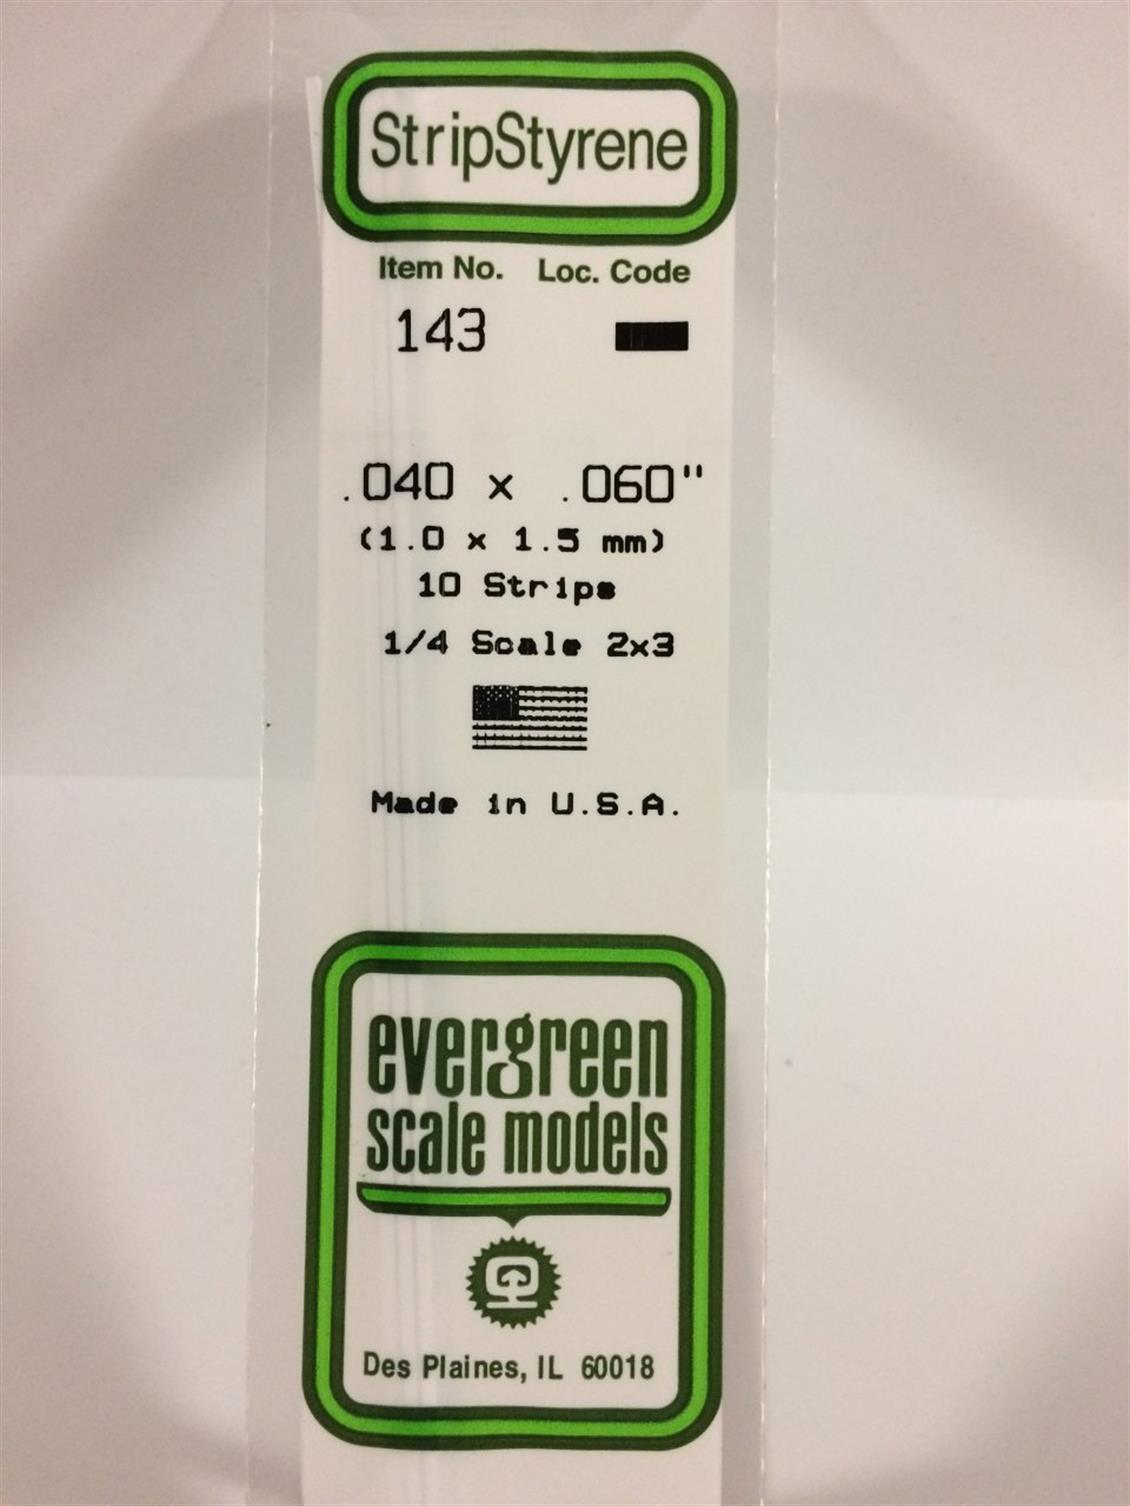 StripStyrene
Item No. Loc. Code
143
.040 x .060"
(1.0 x 1.5 mm)
10 Strips
1/4 Scale 2x3
Made in U.S.A.
evergreen
scale models
Des Plaines, IL 60018